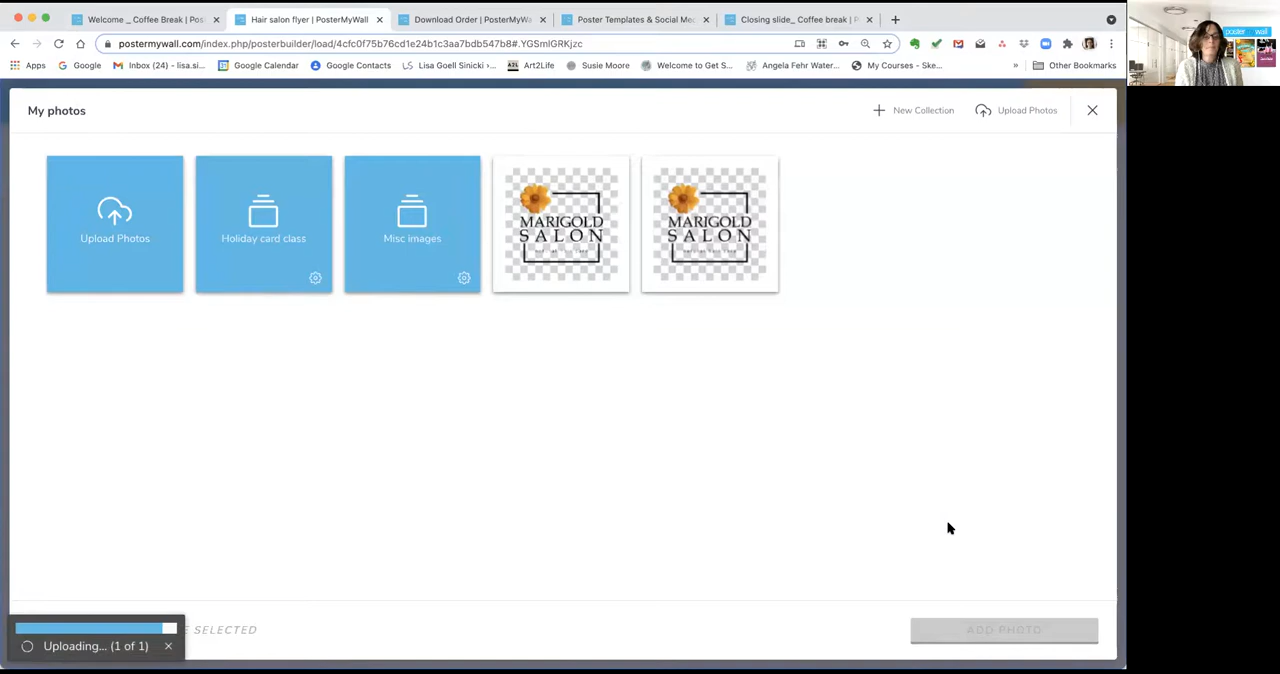 Welcome _ Coffee Break | Pos
Hair salon flyer | PosterMyWall
Download Order | PosterMyWa
Poster Templates & Social Med
Closing slide_ Coffee break | P
postermywall.com/index.php/posterbuilder/load/4cfc0f75b76cd1e24b1c3aa7bdb547b8#.YGSmtRKjzc
Apps
Google
Inbox (24) - lisa.si...
Google Calendar
Google Contacts
Lisa Goell Sinicki -...
Art2Life
Susie Moore
Welcome to Get S...
Angela Fehr Water...
My Courses - Ske...
»
Other Bookmarks
My photos
New Collection
Upload Photos
Upload Photos
Holiday card class
Misc images
MARIGOLD
SALON
MARIGOLD
SALON
E SELECTED
ADD PHOTO
Uploading... (1 of 1)